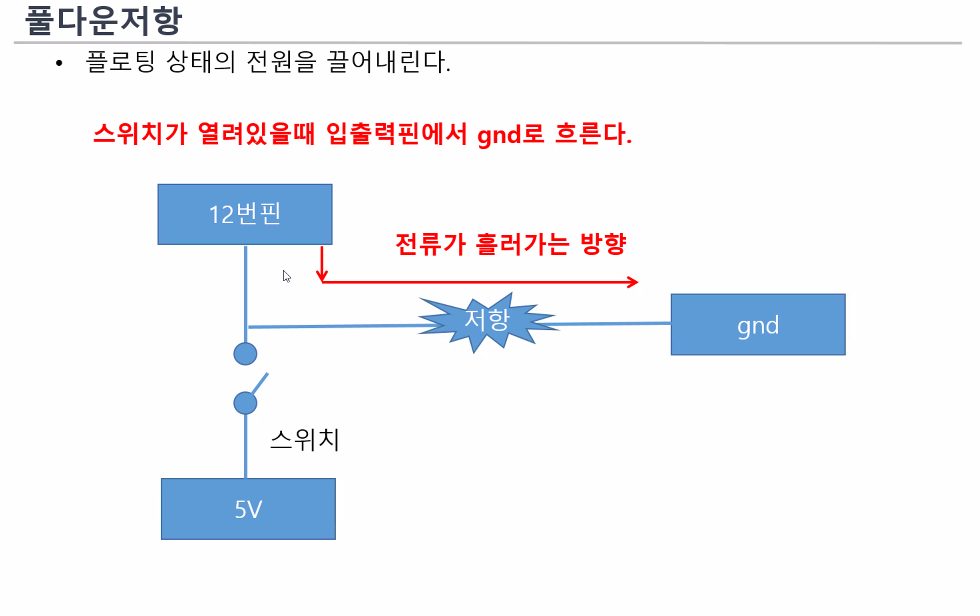 풀다운저항
• 플로팅 상태의 전원을 끌어내린다.
스위치가 열려있을때 입출력핀에서 gnd로 흐른다.
12번핀
전류가 흘러가는 방향
저항
gnd
스위치
5V